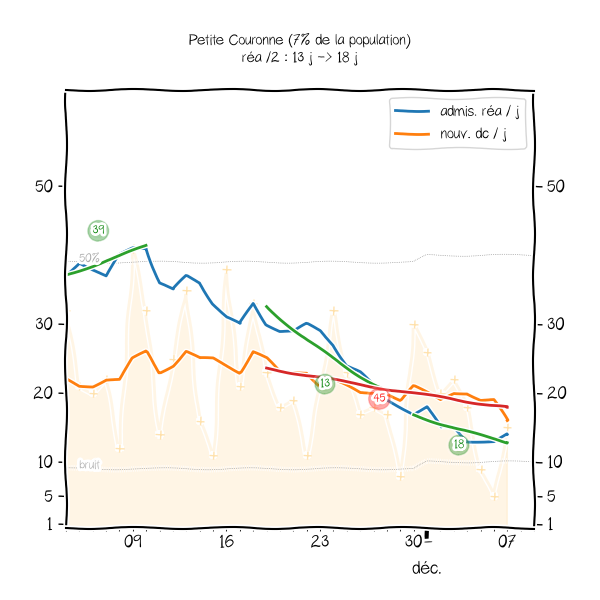 Petite Couronne (7% de la population)
réa /2 : 13 j -> 18 j
admis. réa / j
nouv. dc / j
50 50
39
50%
30 30
20 20
13 45
18
bruit
10 10
5 5
1 1
09 16 23 30 07
déc.